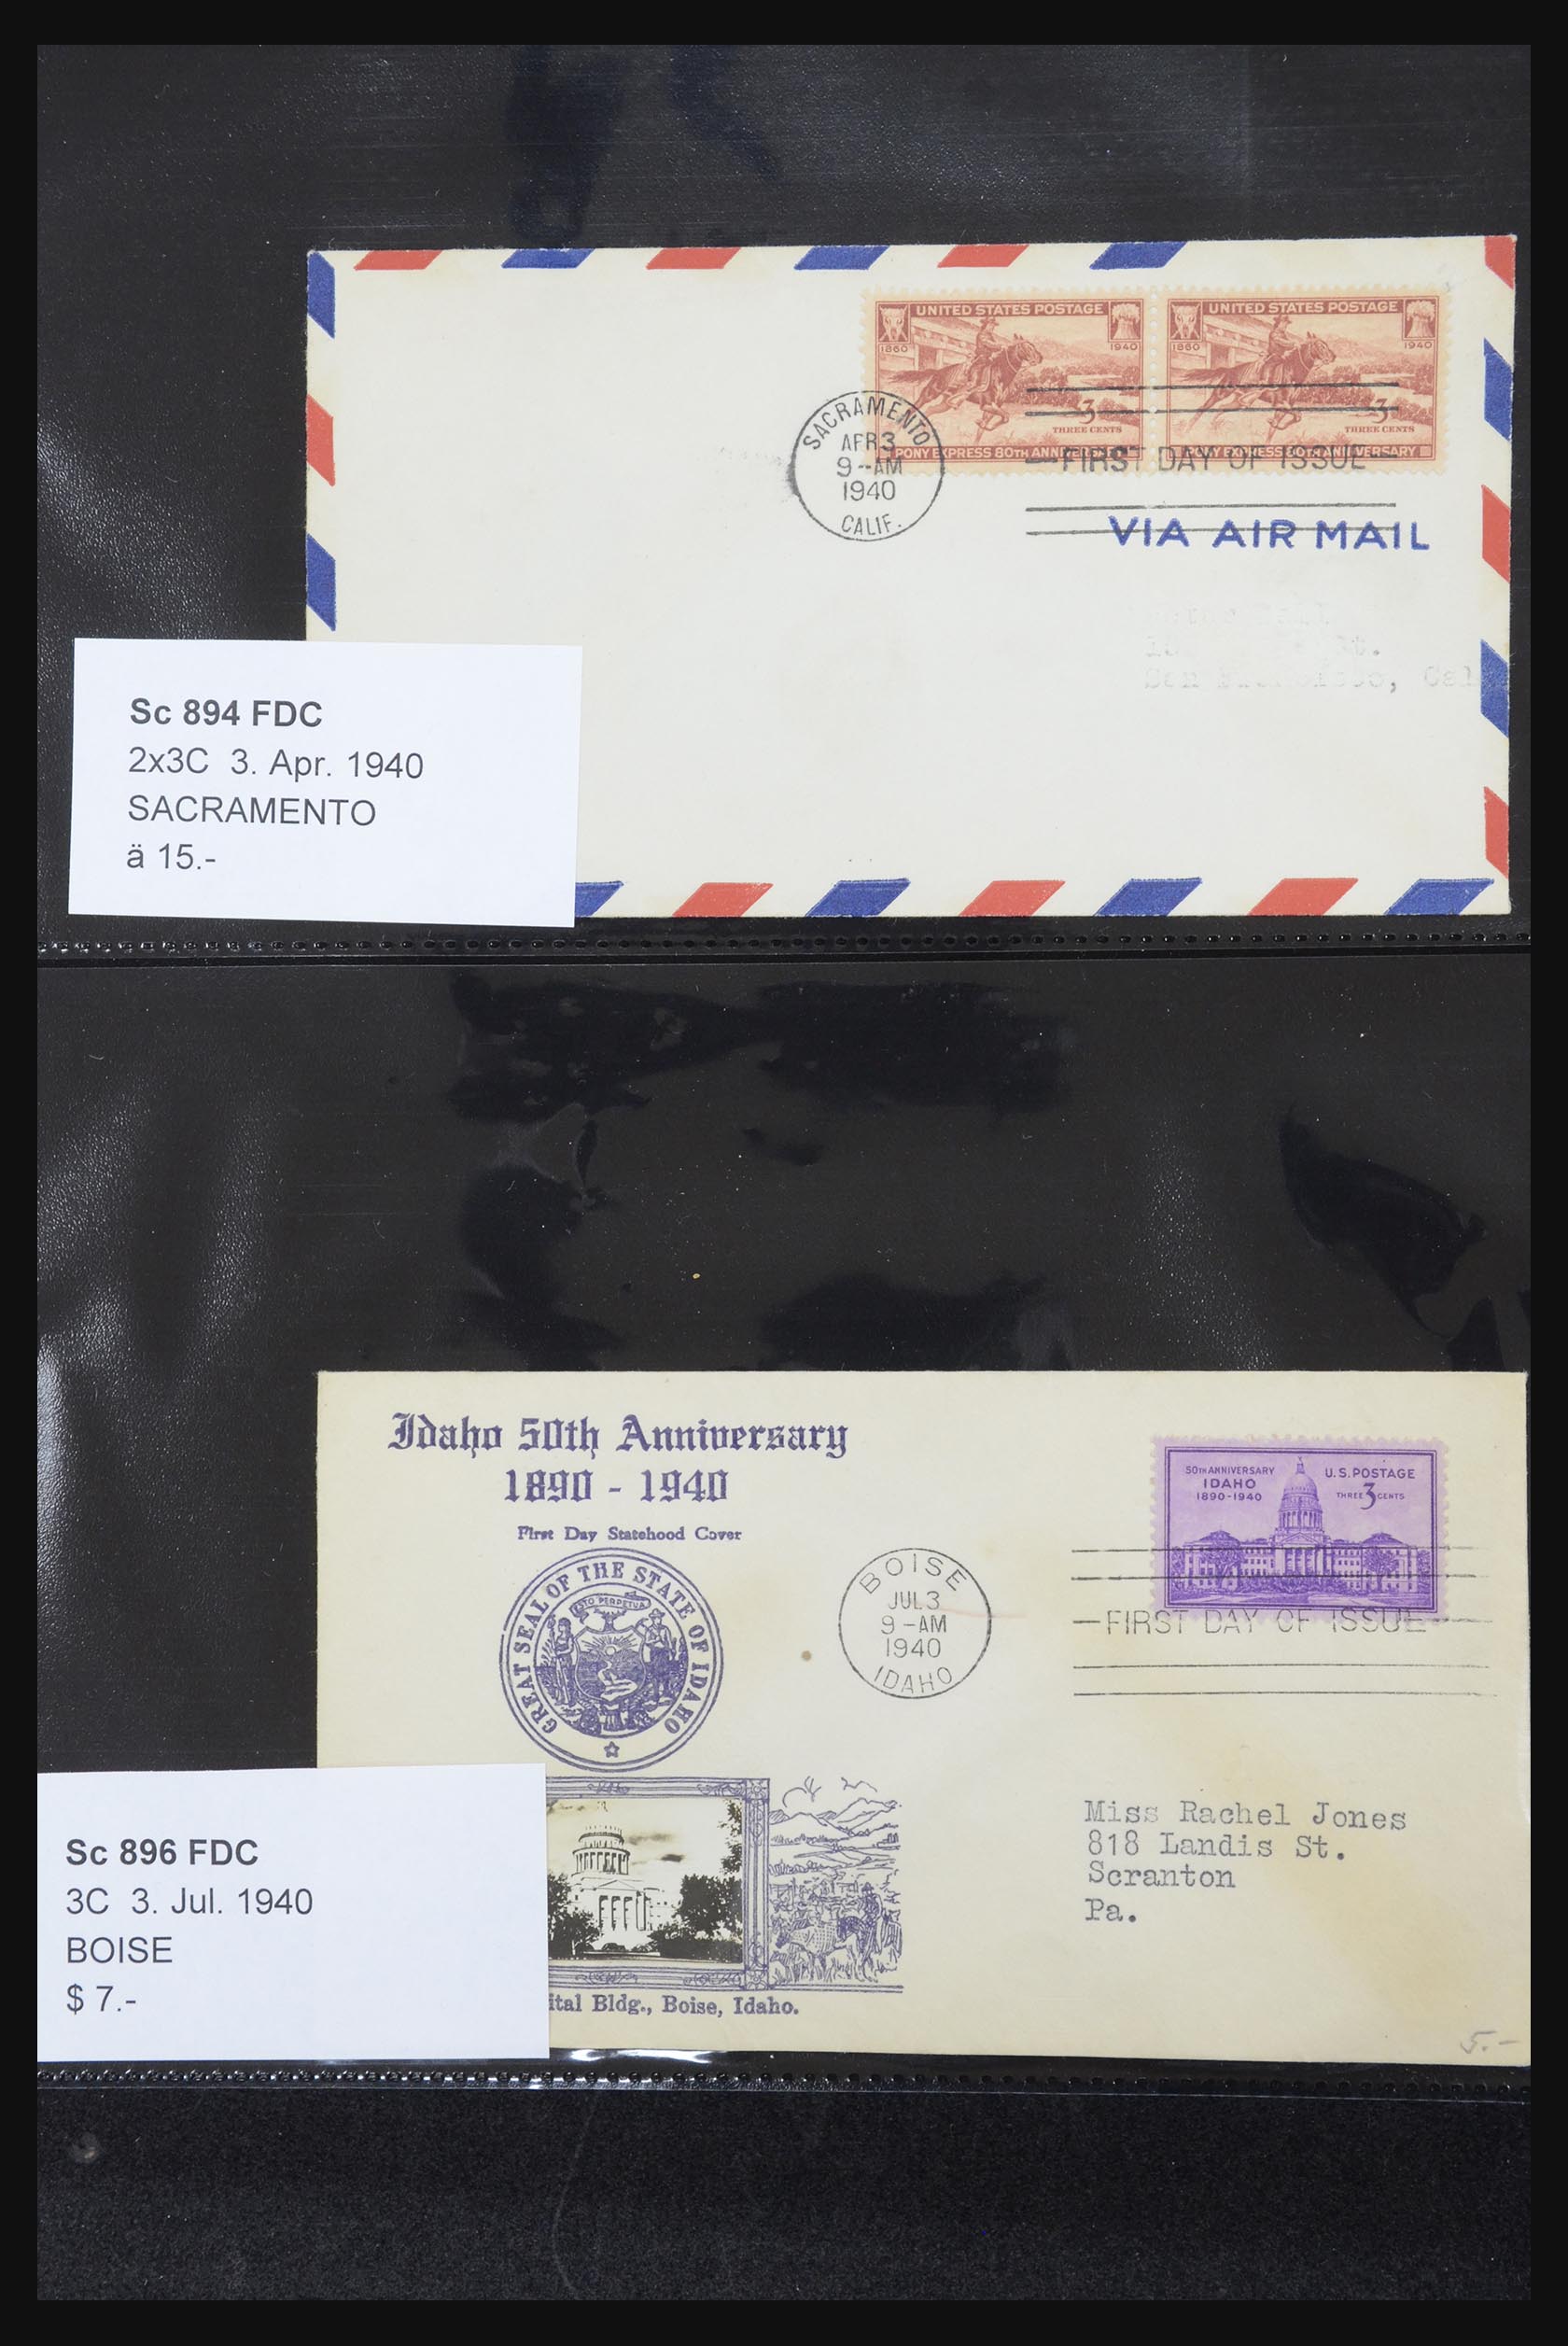 UNITED STATES POSTAGE
1860 1940
3
THREE CENTS
PONY EXPRESS 80TH ANNIVERSARY
UNITED STATES POSTAGE
1860 1940
3
THREE CENTS
PONY EXPRESS 80TH ANNIVERSARY
SACRAMENTO
APR 3
9--AM
1940
CALIF.
FIRST DAY OF ISSUE
VIA AIR MAIL
St.
San Francisco, Cal
Sc 894 FDC
2x3C 3. Apr. 1940
SACRAMENTO
ä 15.-
Idaho 50th Anniversary
1890 - 1940
First Day Statehood Cover
GREAT SEAL OF THE STATE OF IDAHO
ESTO PERPETUA
50TH ANNIVERSARY
IDAHO
1890-1940
U.S. POSTAGE
THREE 3 CENTS
BOISE
JUL 3
9-AM
1940
IDAHO
FIRST DAY OF ISSUE
Miss Rachel Jones
818 Landis St.
Scranton
Pa.
Sc 896 FDC
3C 3. Jul. 1940
BOISE
$ 7.-
ital Bldg., Boise, Idaho.
5.-